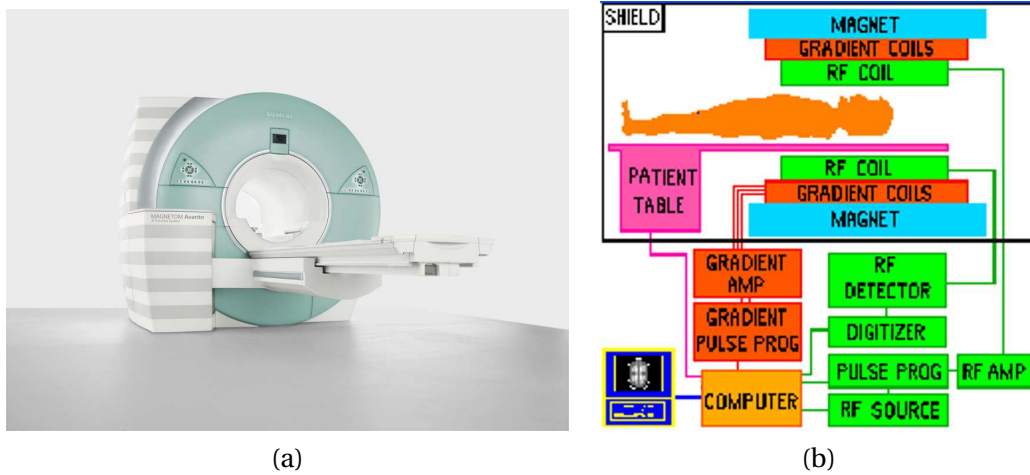 SIEMENS
MAGNETOM Avanto
SHIELD
MAGNET
GRADIENT COILS
RF COIL
PATIENT
TABLE
RF COIL
GRADIENT COILS
MAGNET
GRADIENT
AMP
RF
DETECTOR
GRADIENT
PULSE PROG
DIGITIZER
PULSE PROG
RF AMP
COMPUTER
RF SOURCE
(a)
(b)